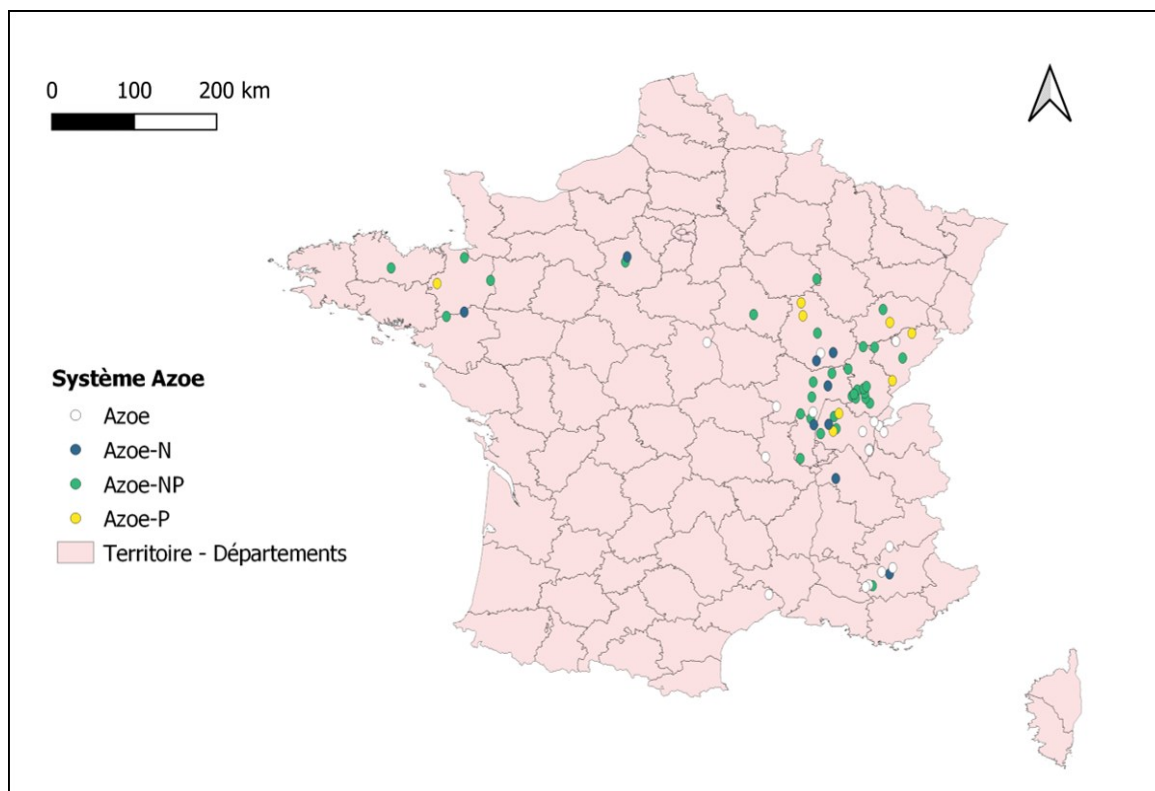 0 100 200 km
Système Azoe
Azoe
Azoe-N
Azoe-NP
Azoe-P
Territoire - Départements